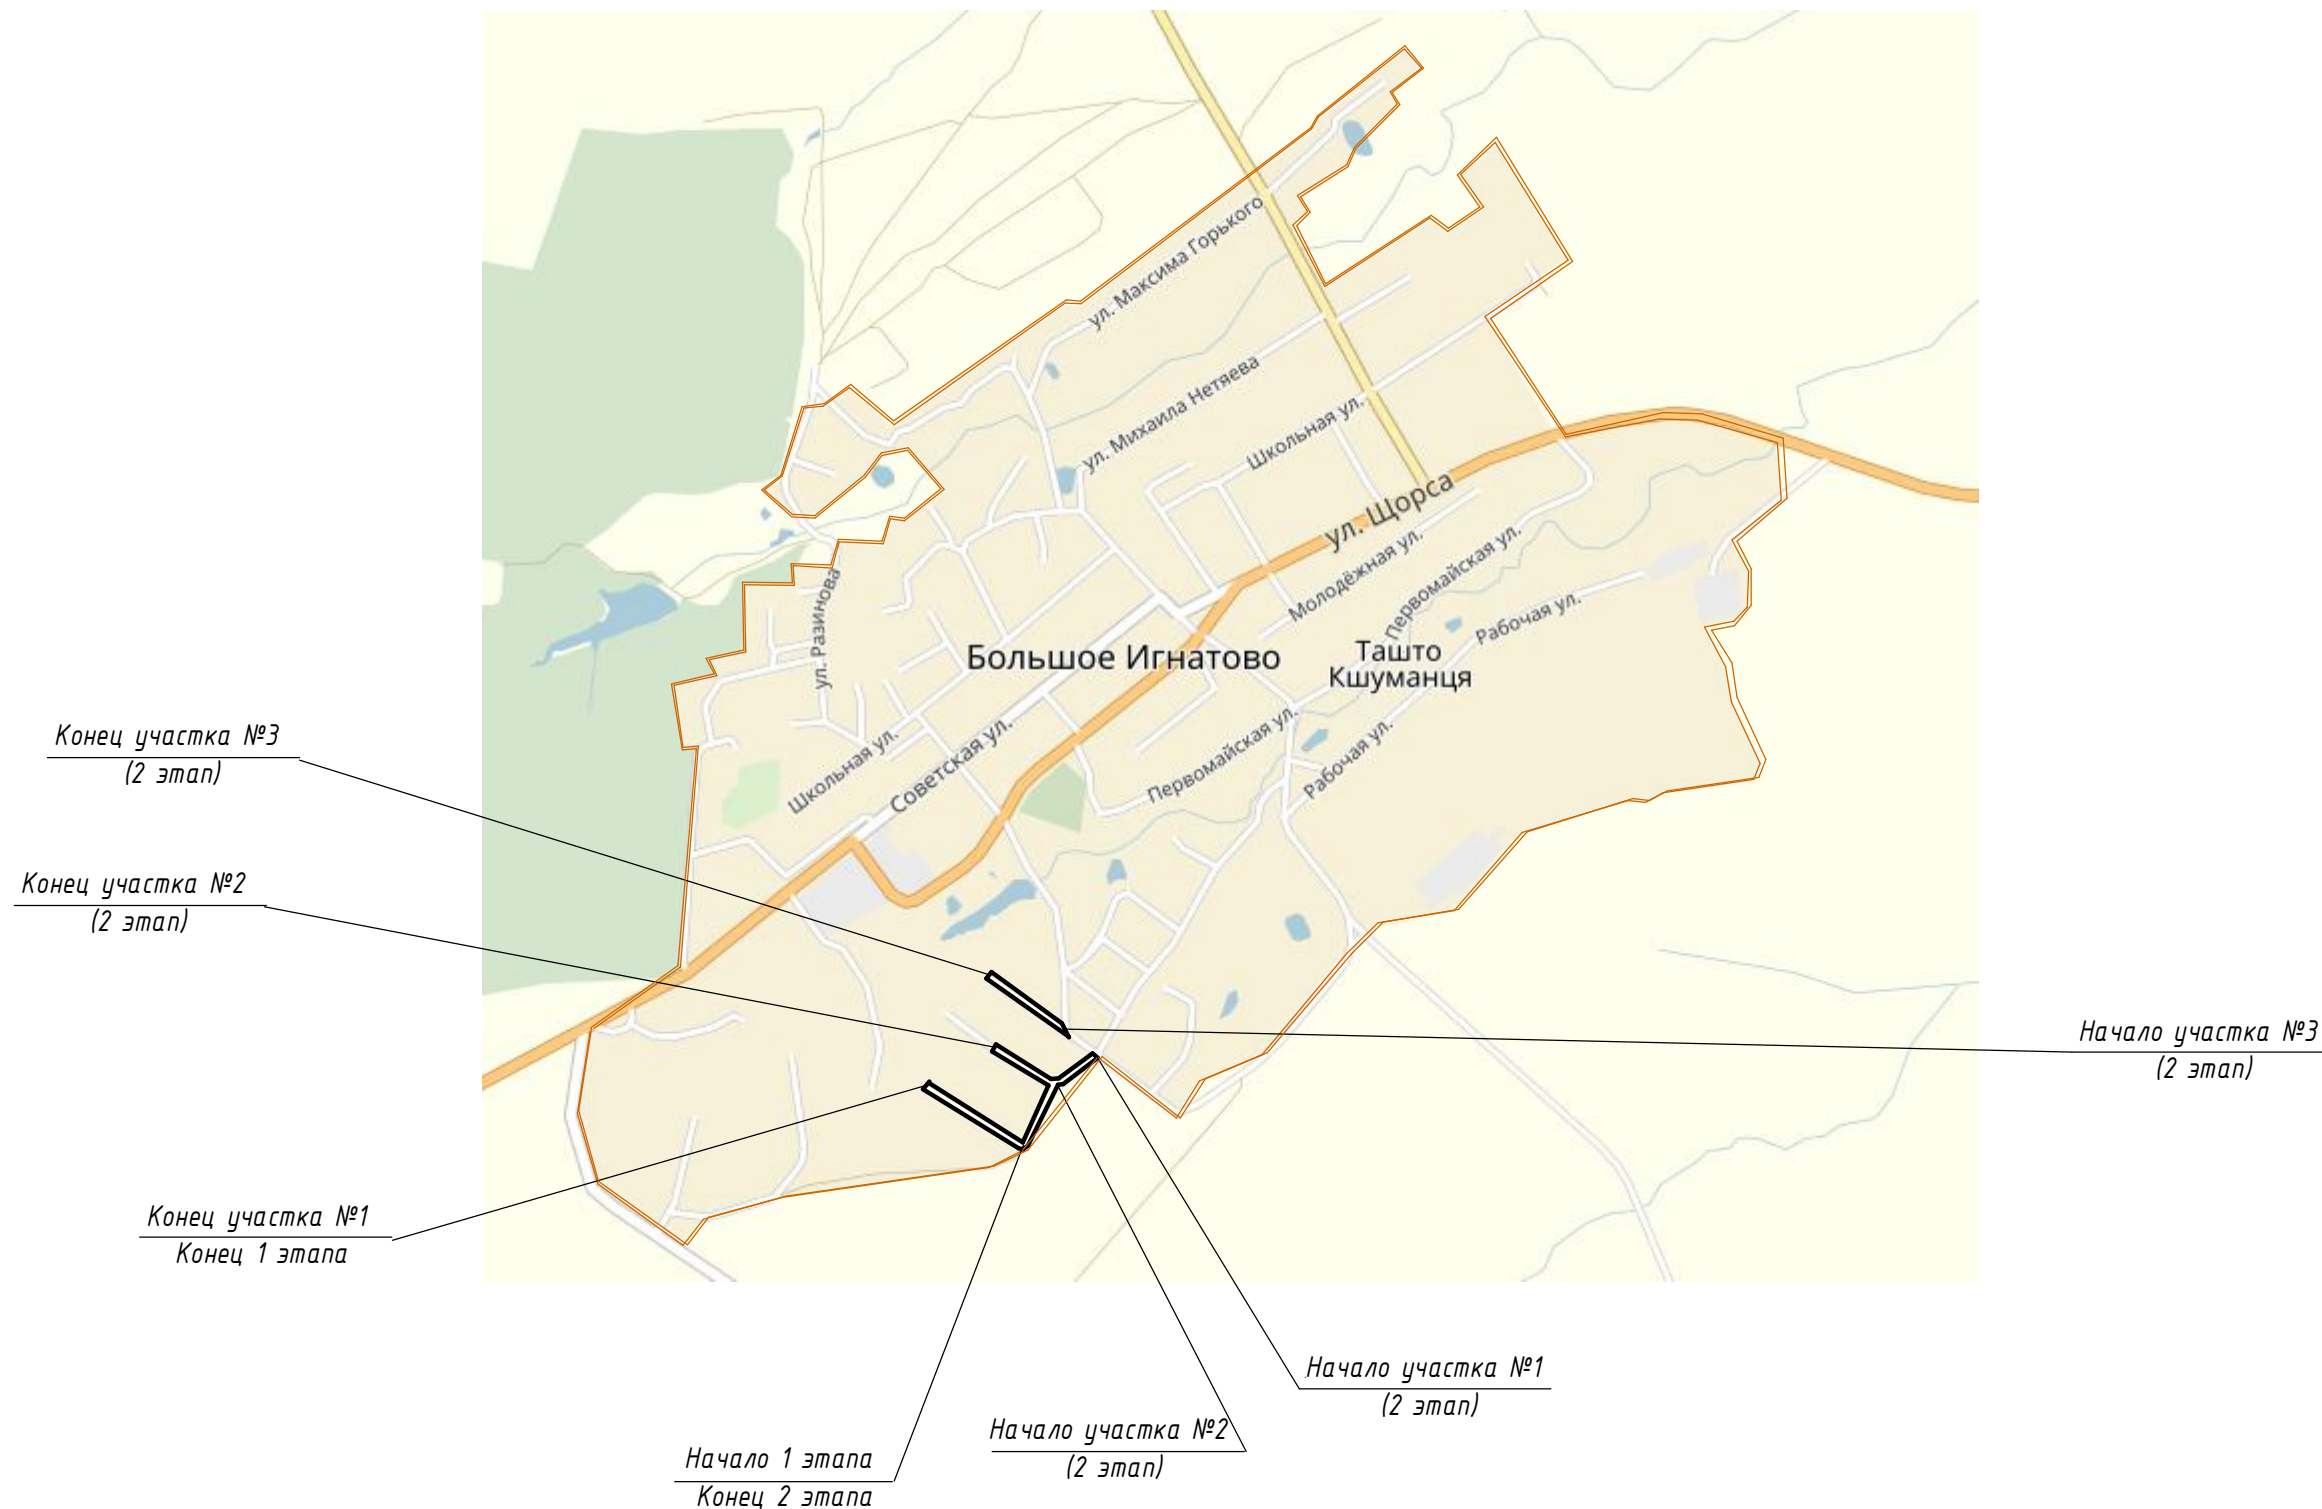 ул. Максима Горького
ул. Михаила Нетяева
Школьная ул.
ул. Щорса
Молодёжная ул.
Первомайская ул.
Рабочая ул.
ул. Разинова
Большое Игнатово
Ташто
Кшуманця
Школьная ул.
Советская ул.
Первомайская ул.
Рабочая ул.
Конец участка №3
(2 этап)
Конец участка №2
(2 этап)
Начало участка №3
(2 этап)
Конец участка №1
Конец 1 этапа
Начало участка №1
(2 этап)
Начало участка №2
(2 этап)
Начало 1 этапа
Конец 2 этапа